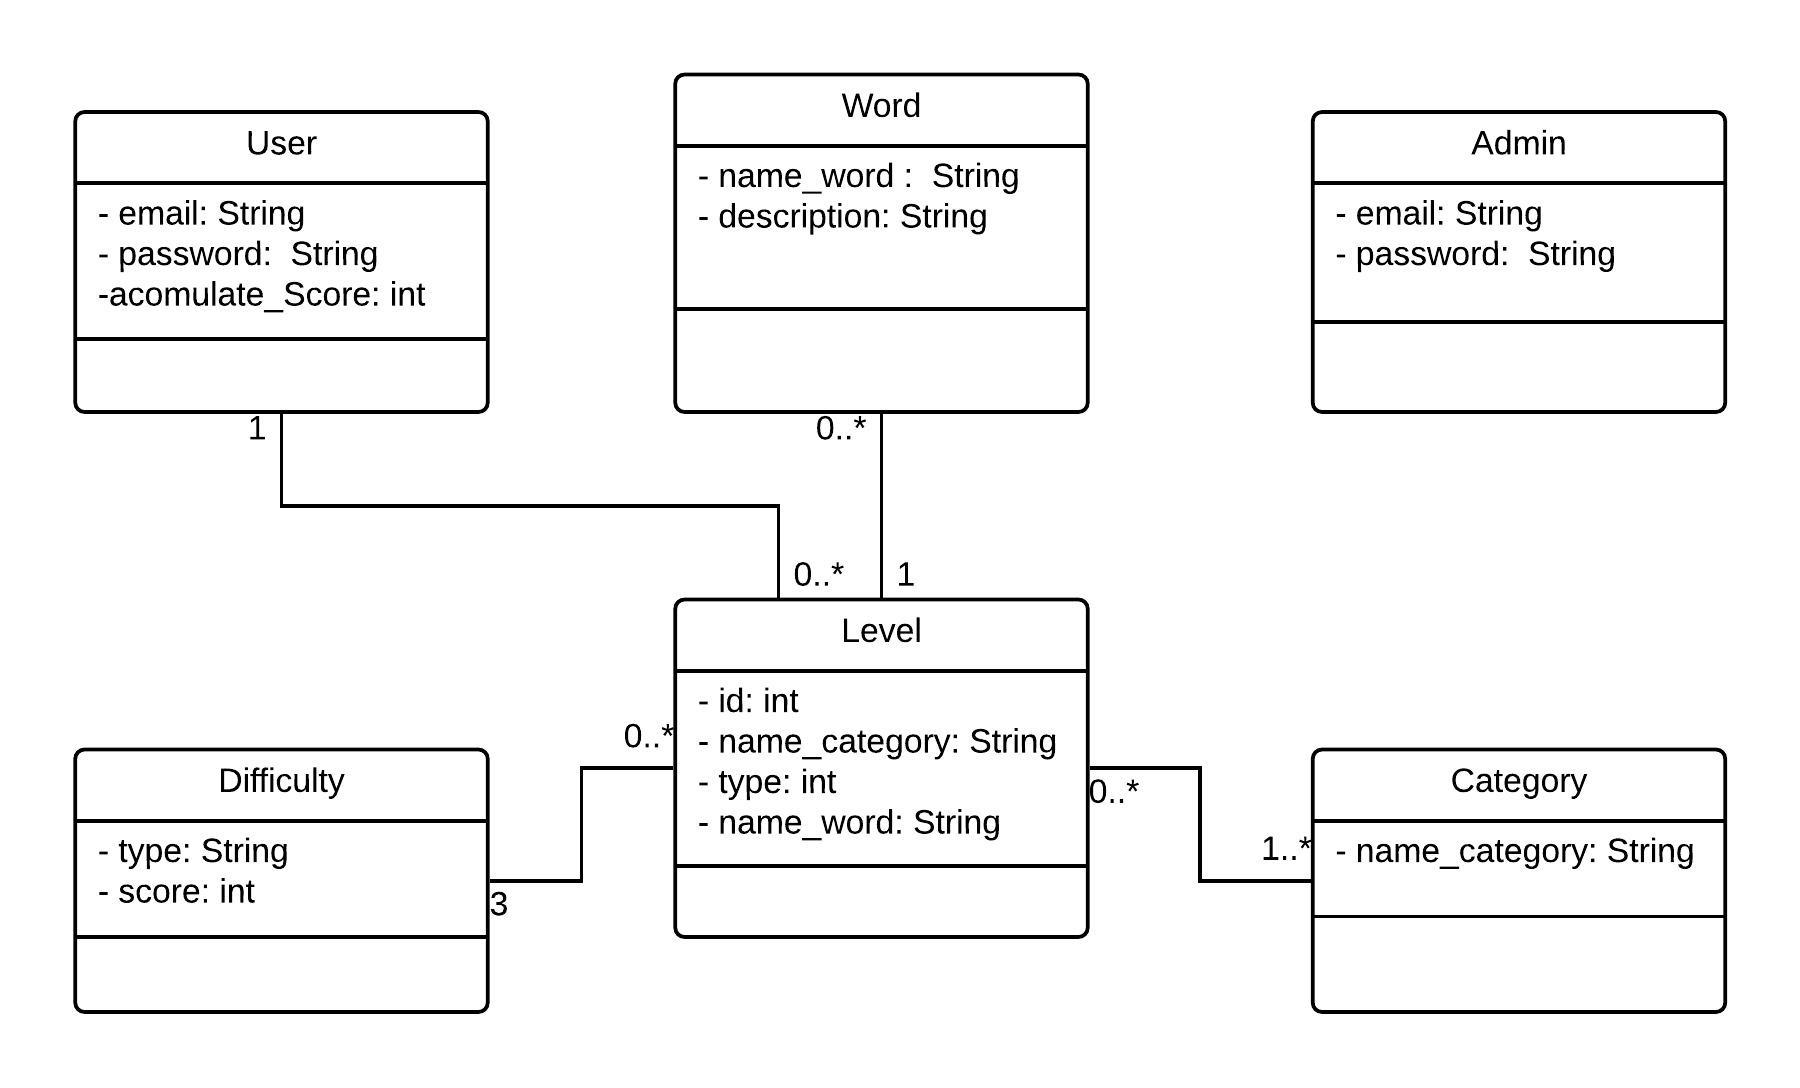 User
- email: String
- password:  String
-acomulate_Score: int
1
Word
- name_word :  String
- description: String
0..*
Admin
- email: String
- password:  String
0..*
1
Level
- id: int
- name_category: String
- type: int
- name_word: String
0..*
0..*
Difficulty
- type: String
- score: int
3
1..*
Category
- name_category: String